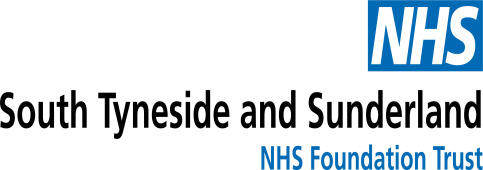 NHS
South Tyneside and Sunderland
NHS Foundation Trust